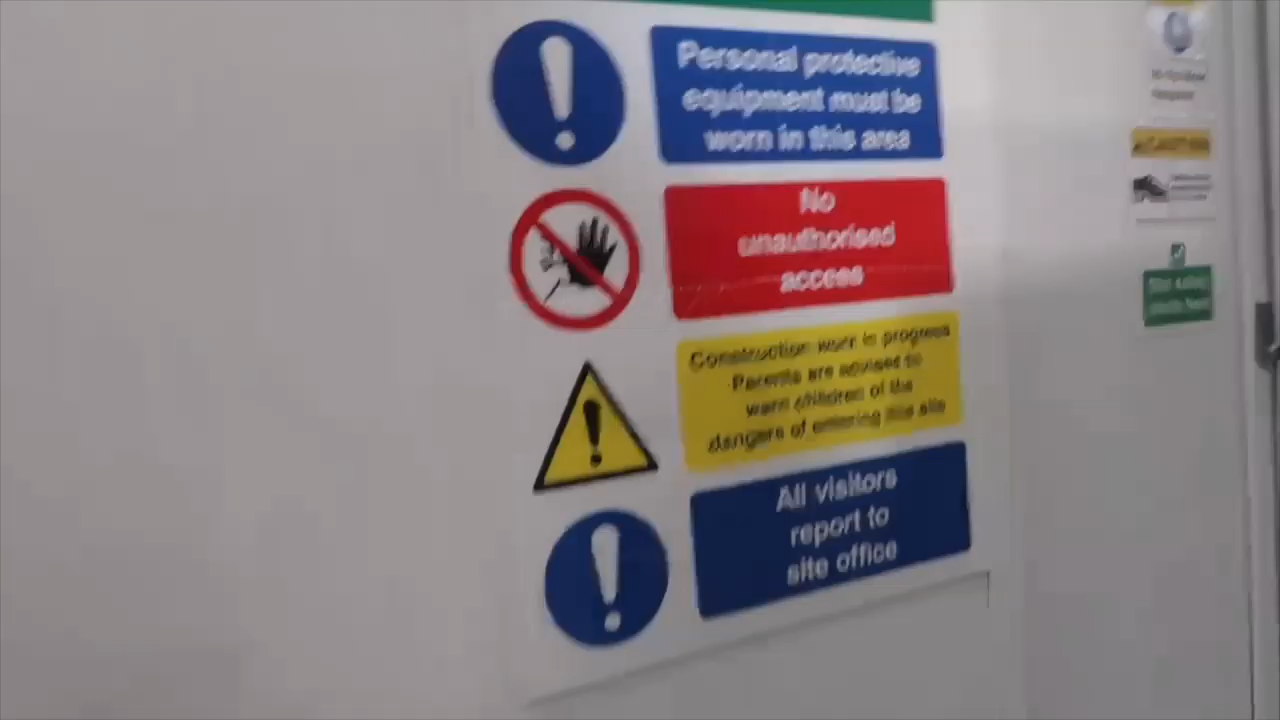 Personal protective
equipment must be
worn in this area
No
unauthorised
access
Construction work in progress
Parents are advised to
warn children of the
dangers of entering this site
All visitors
report to
site office
CAUTION